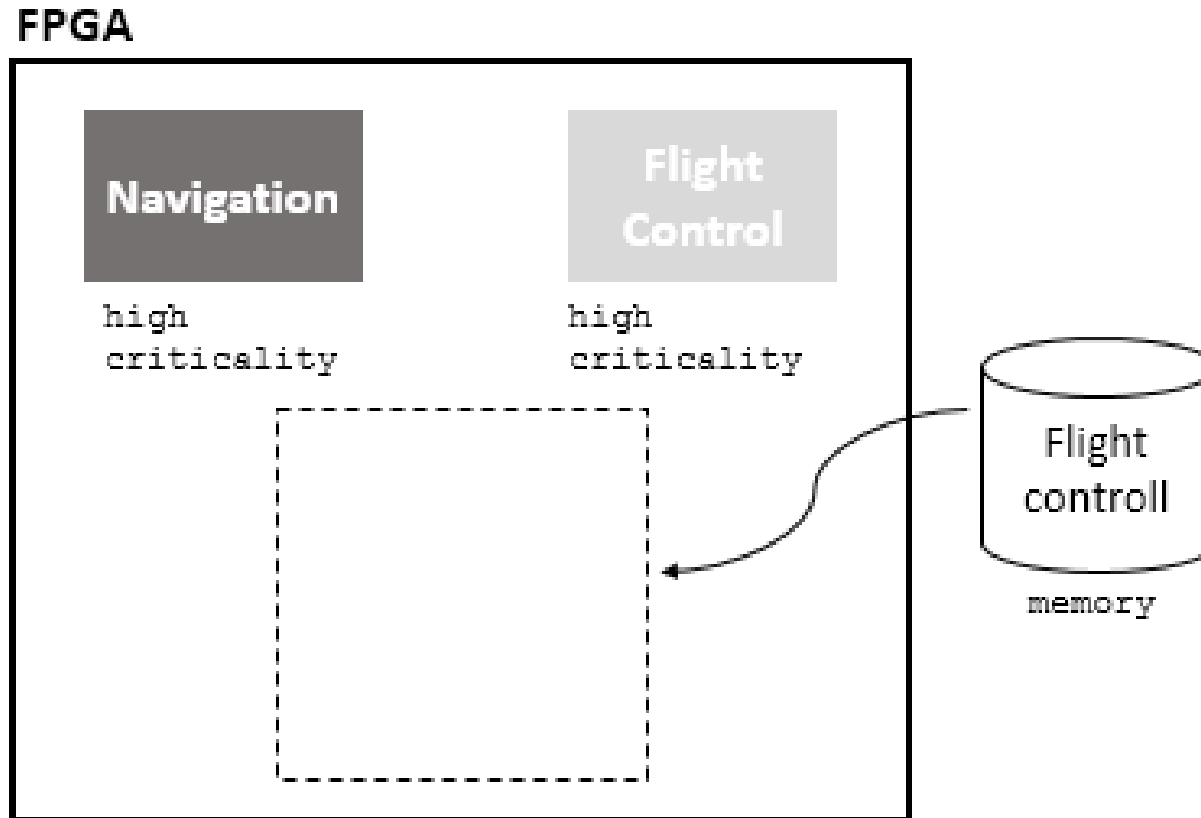 FPGA
Navigation
Flight
Control
high
criticality
high
criticality
Flight
controll
memory